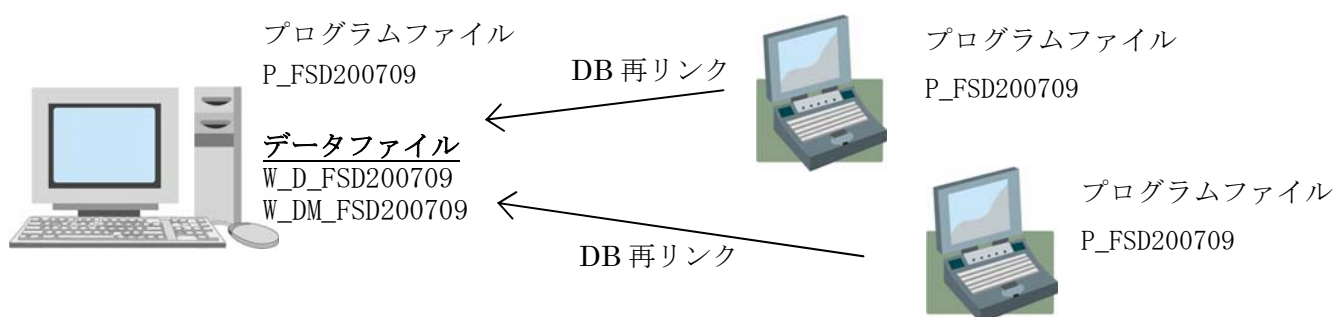 プログラムファイル
P_FSD200709
データファイル
W_D_FSD200709
W_DM_FSD200709
DB 再リンク
DB 再リンク
プログラムファイル
P_FSD200709
プログラムファイル
P_FSD200709